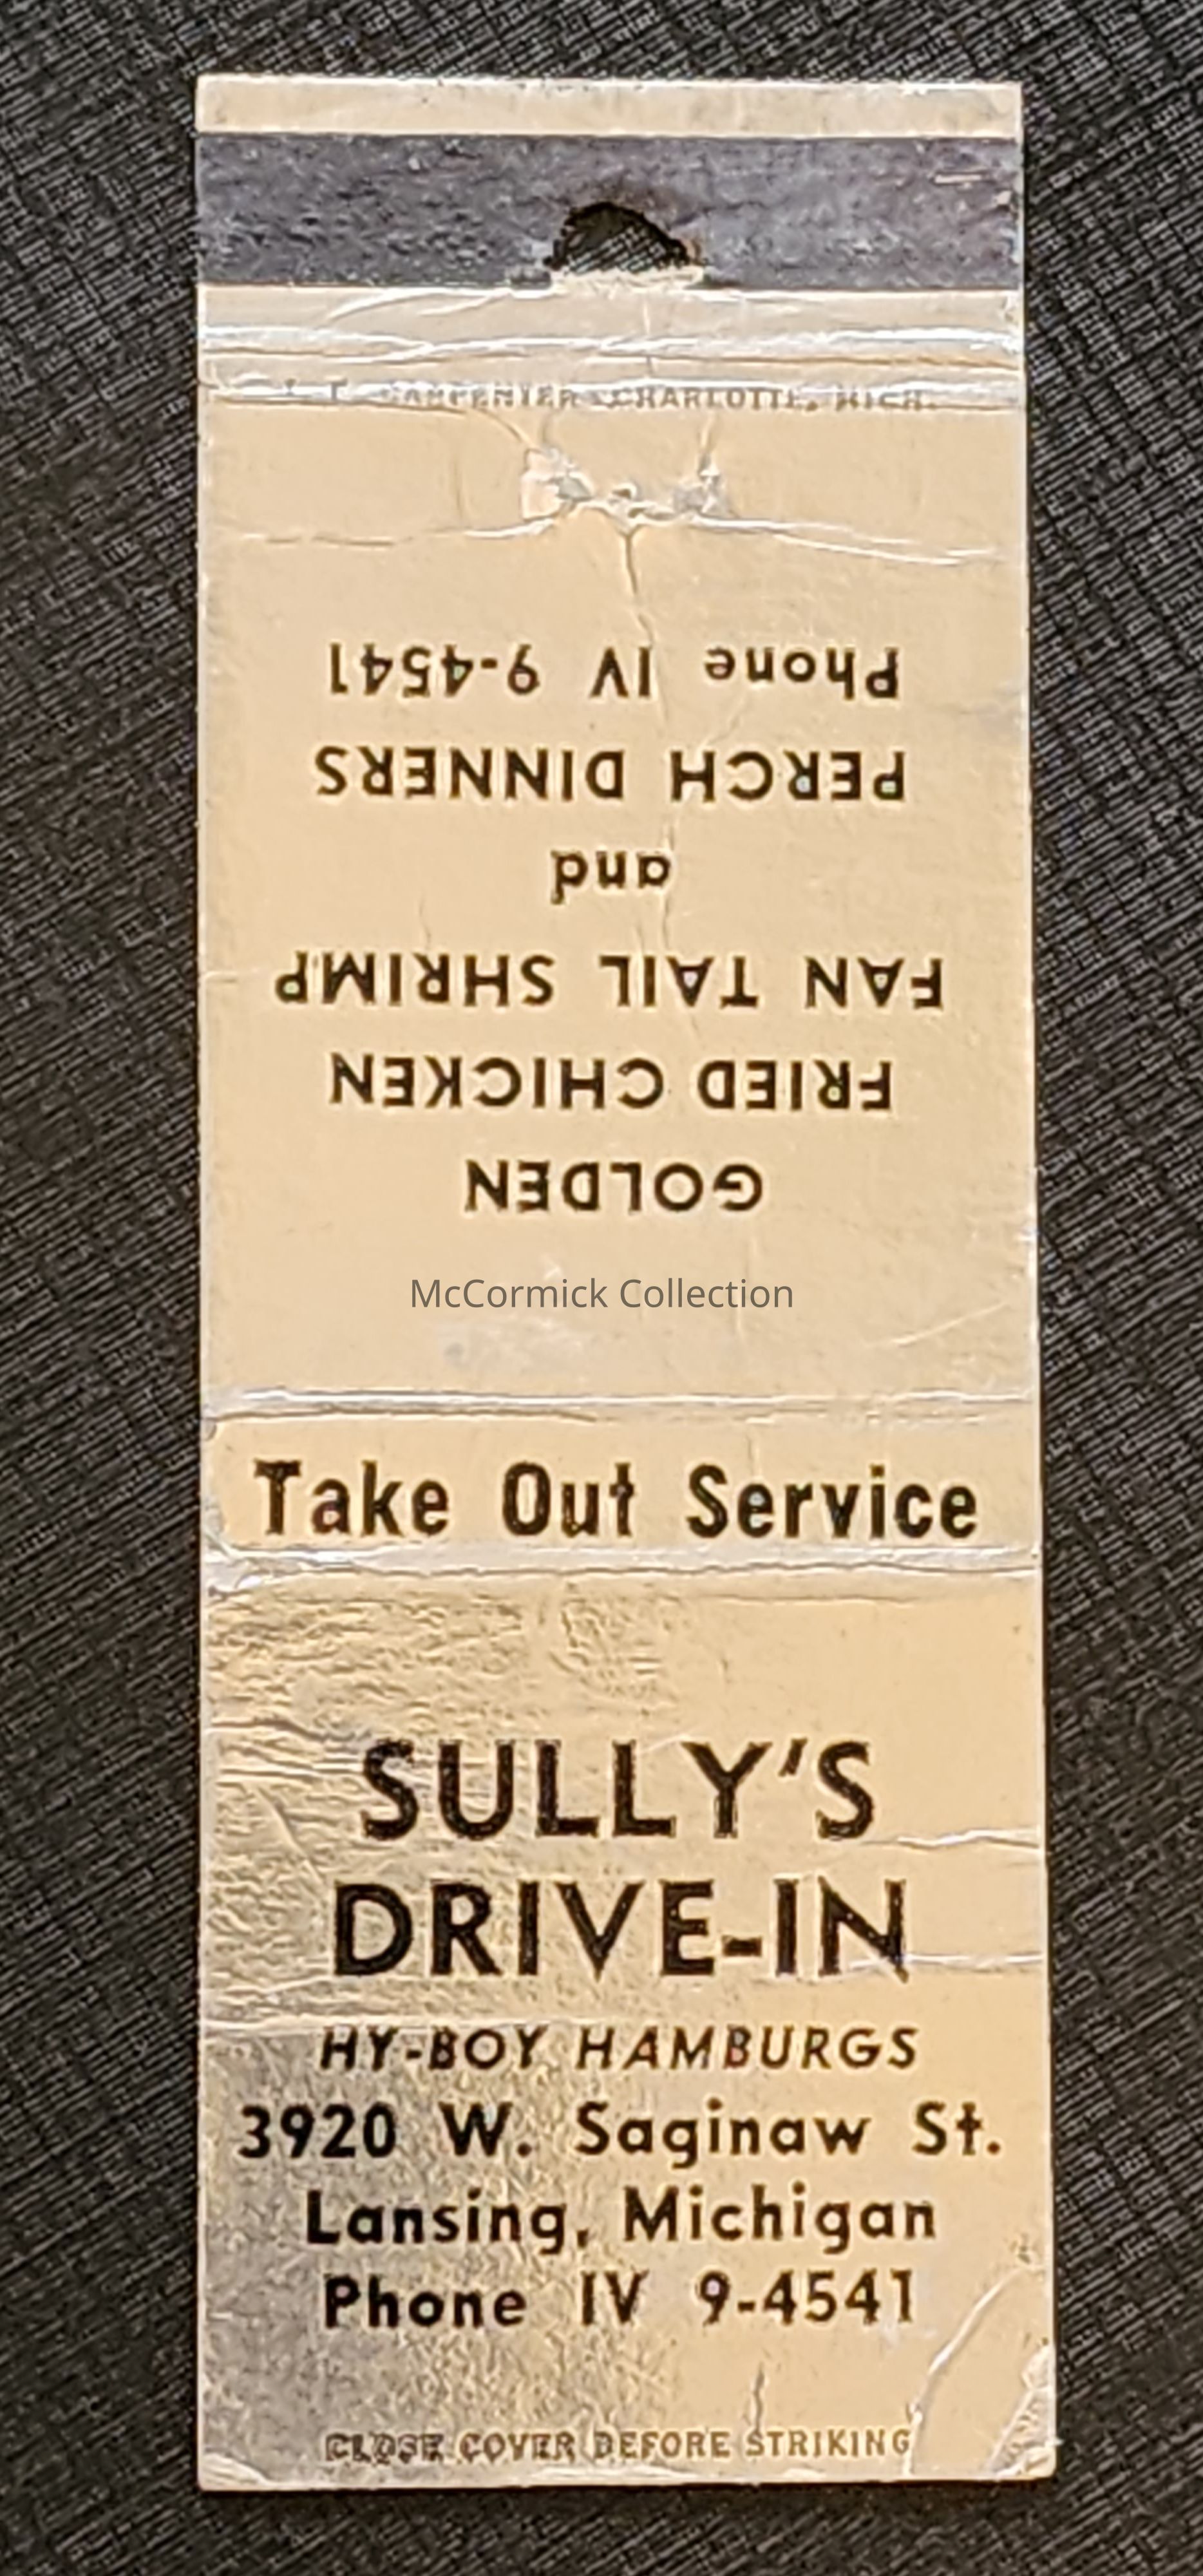 CARPENTER CHARLOTTE, MICH.
GOLDEN
FRIED CHICKEN
FAN TAIL SHRIMP
and
PERCH DINNERS
Phone IV 9-4541
McCormick Collection
Take Out Service
SULLY'S
DRIVE-IN
HY-BOY HAMBURGS
3920 W. Saginaw St.
Lansing, Michigan
Phone IV 9-4541
CLOSE COVER BEFORE STRIKING